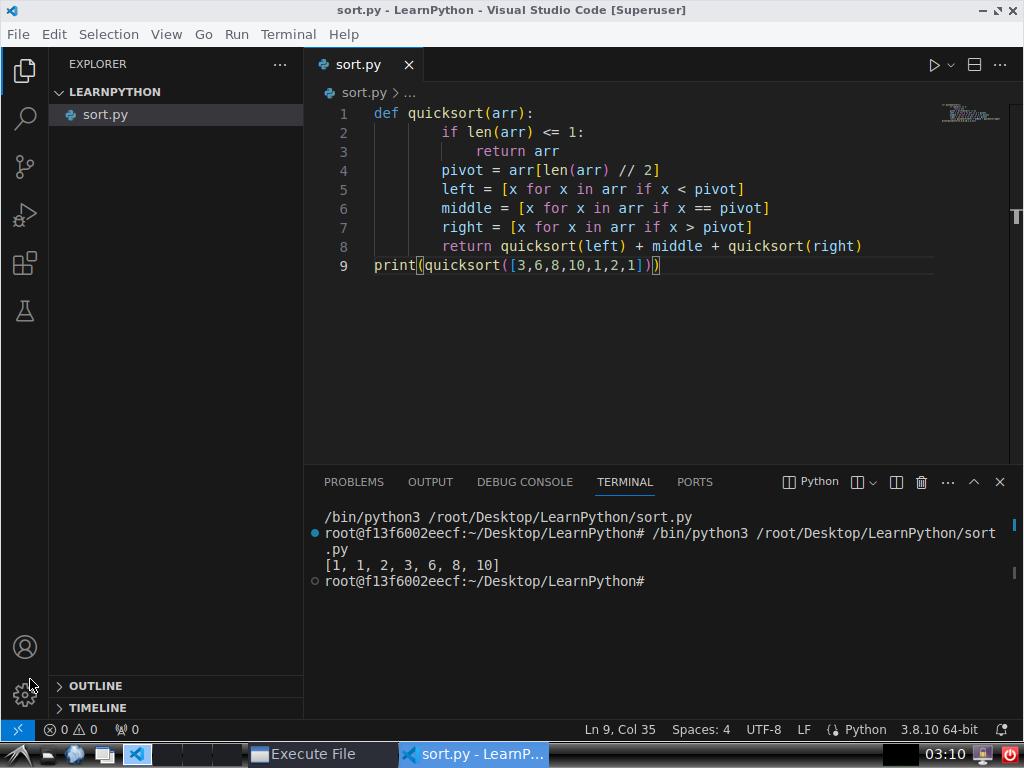 sort.py - LearnPython - Visual Studio Code [Superuser]
File Edit Selection View Go Run Terminal Help
EXPLORER
LEARNPYTHON
sort.py
sort.py
sort.py > ...
1 def quicksort(arr):
2 if len(arr) <= 1:
3 return arr
4 pivot = arr[len(arr) // 2]
5 left = [x for x in arr if x < pivot]
6 middle = [x for x in arr if x == pivot]
7 right = [x for x in arr if x > pivot]
8 return quicksort(left) + middle + quicksort(right)
9 print(quicksort([3,6,8,10,1,2,1]))
PROBLEMS OUTPUT DEBUG CONSOLE TERMINAL PORTS Python
/bin/python3 /root/Desktop/LearnPython/sort.py
root@f13f6002eecf:~/Desktop/LearnPython# /bin/python3 /root/Desktop/LearnPython/sort
.py
[1, 1, 2, 3, 6, 8, 10]
root@f13f6002eecf:~/Desktop/LearnPython#
OUTLINE
TIMELINE
0 0 0 Ln 9, Col 35 Spaces: 4 UTF-8 LF Python 3.8.10 64-bit
Execute File sort.py - LearnP... 03:10